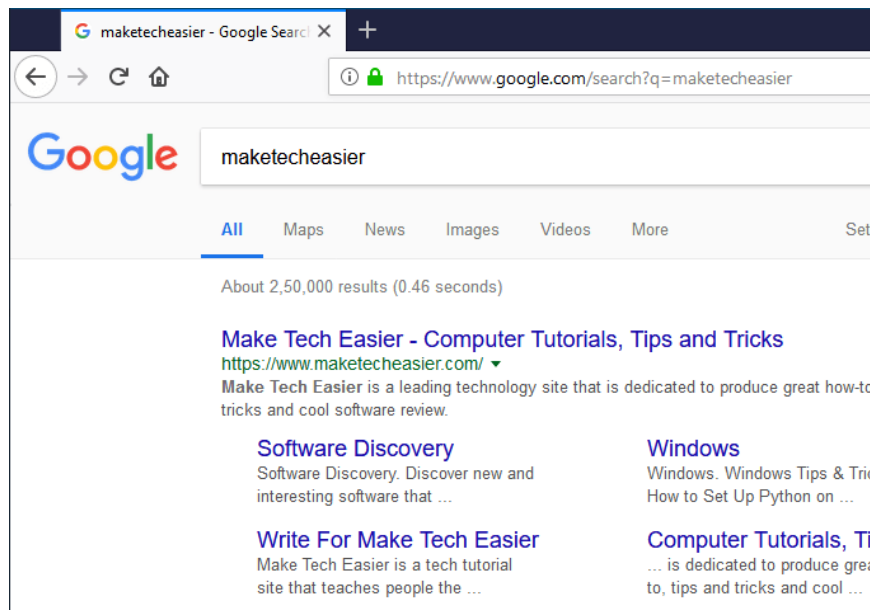 maketecheasier - Google Searc
https://www.google.com/search?q=maketecheasier
Google
maketecheasier
All Maps News Images Videos More Set
About 2,50,000 results (0.46 seconds)
Make Tech Easier - Computer Tutorials, Tips and Tricks
https://www.maketecheasier.com/
Make Tech Easier is a leading technology site that is dedicated to produce great how-to
tricks and cool software review.
Software Discovery
Software Discovery. Discover new and
interesting software that ...
Windows
Windows. Windows Tips & Tric
How to Set Up Python on ...
Write For Make Tech Easier
Make Tech Easier is a tech tutorial
site that teaches people the ...
Computer Tutorials, Ti
... is dedicated to produce grea
to, tips and tricks and cool ...